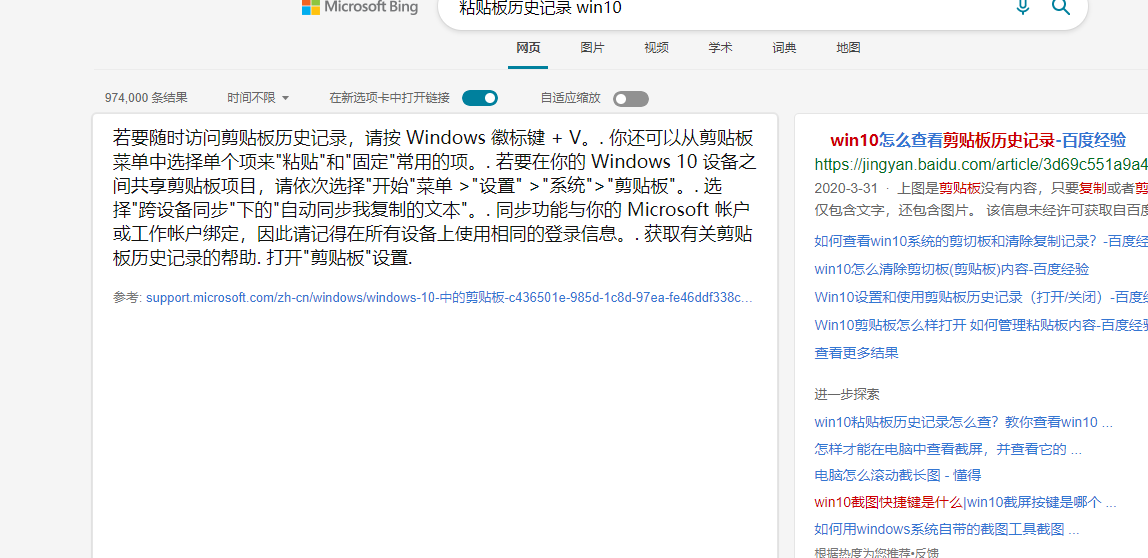 Microsoft Bing
粘贴板历史记录 win10
网页 图片 视频 学术 词典 地图
974,000 条结果 时间不限 在新选项卡中打开链接 自适应缩放
若要随时访问剪贴板历史记录，请按 Windows 徽标键 + V。. 你还可以从剪贴板
菜单中选择单个项来"粘贴"和"固定"常用的项。. 若要在你的 Windows 10 设备之
间共享剪贴板项目，请依次选择"开始"菜单 >"设置" >"系统">"剪贴板"。. 选
择"跨设备同步"下的"自动同步我复制的文本"。. 同步功能与你的 Microsoft 帐户
或工作帐户绑定，因此请记得在所有设备上使用相同的登录信息。. 获取有关剪贴
板历史记录的帮助. 打开"剪贴板"设置.
参考: support.microsoft.com/zh-cn/windows/windows-10-中的剪贴板-c436501e-985d-1c8d-97ea-fe46ddf338c...
win10怎么查看剪贴板历史记录-百度经验
https://jingyan.baidu.com/article/3d69c551a9a4
2020-3-31 · 上图是剪贴板没有内容，只要复制或者剪
仅包含文字，还包含图片。 该信息未经许可获取自百度
如何查看win10系统的剪切板和清除复制记录？-百度经
win10怎么清除剪切板(剪贴板)内容-百度经验
Win10设置和使用剪贴板历史记录（打开/关闭）-百度经
Win10剪贴板怎么样打开 如何管理粘贴板内容-百度经验
查看更多结果
进一步探索
win10粘贴板历史记录怎么查？教你查看win10 ...
怎样才能在电脑中查看截屏，并查看它的 ...
电脑怎么滚动截长图 - 懂得
win10截图快捷键是什么|win10截屏按键是哪个 ...
如何用windows系统自带的截图工具截图 ...
根据热度为您推荐•反馈